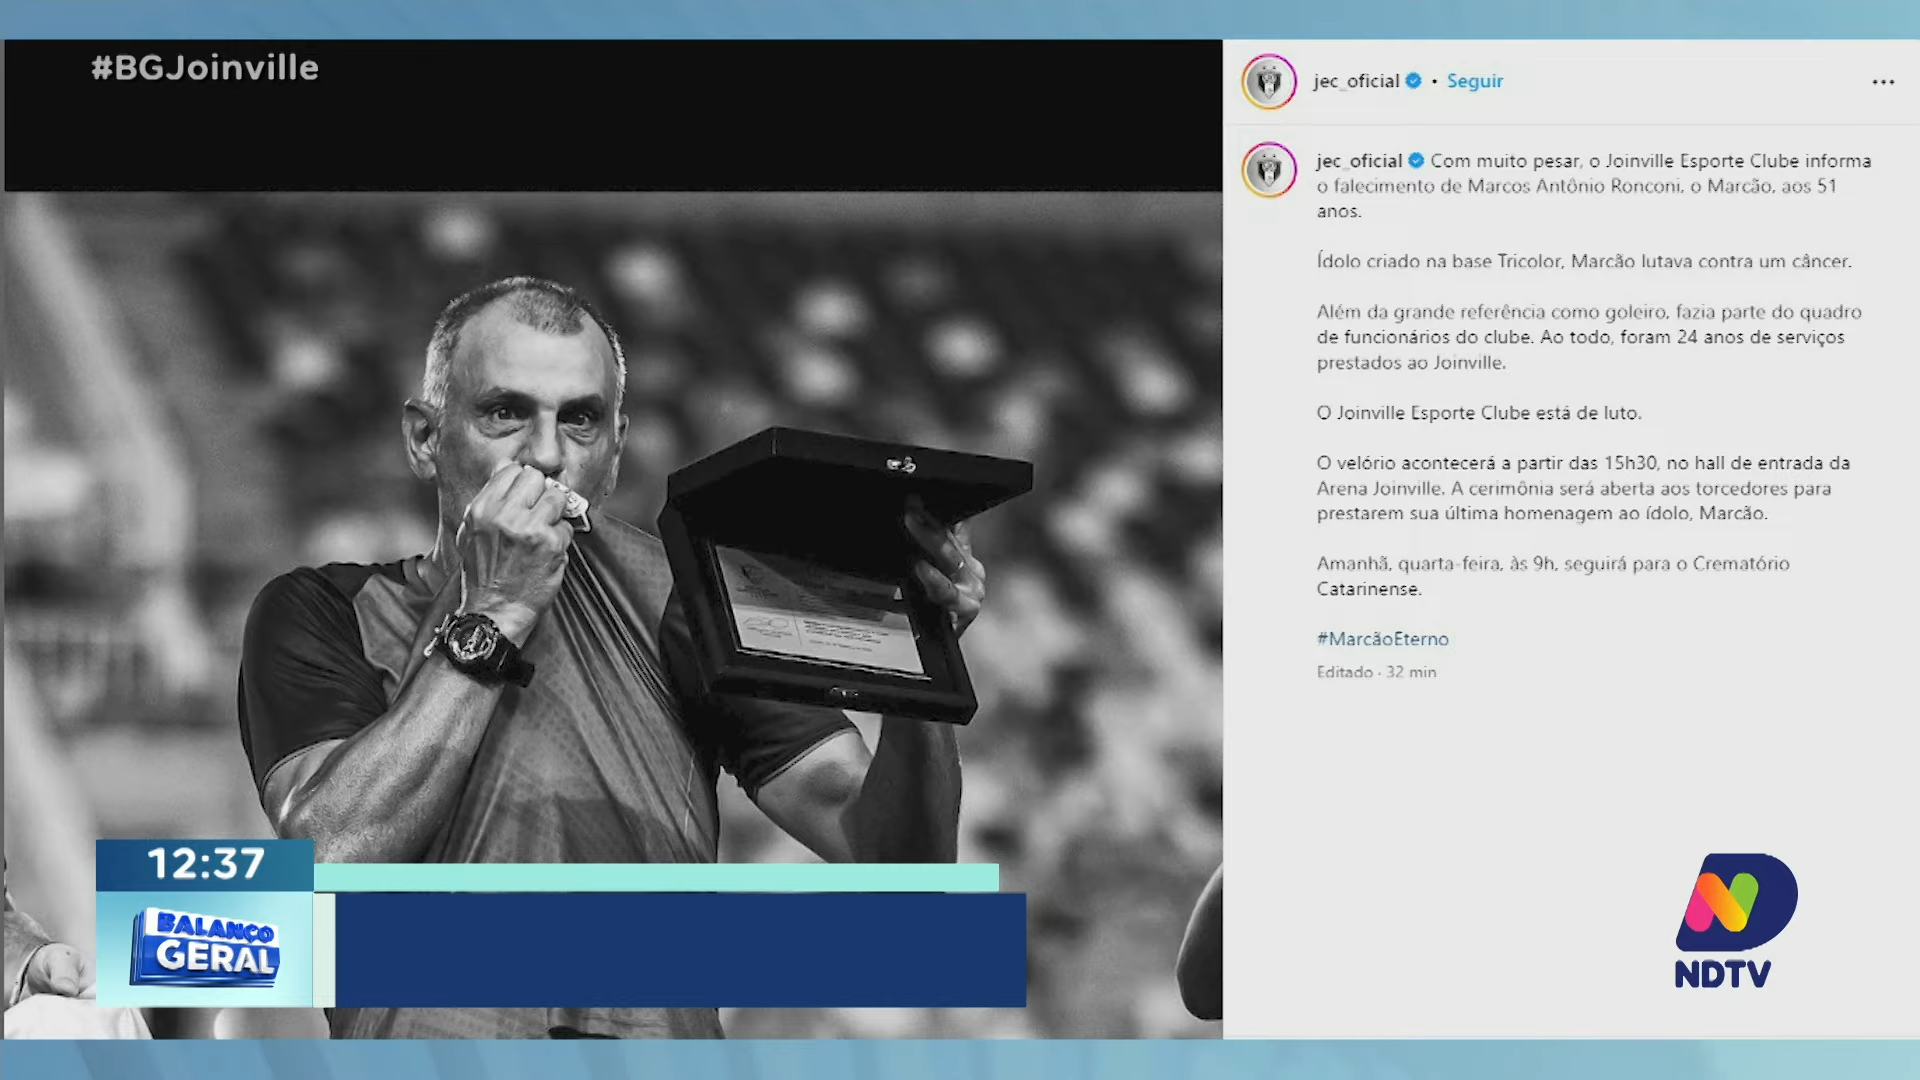 #BGJoinville
jec_oficial • Seguir
jec_oficial Com muito pesar, o Joinville Esporte Clube informa
o falecimento de Marcos Antônio Ronconi, o Marcão, aos 51
anos.
Ídolo criado na base Tricolor, Marcão lutava contra um câncer.
Além da grande referência como goleiro, fazia parte do quadro
de funcionários do clube. Ao todo, foram 24 anos de serviços
prestados ao Joinville.
O Joinville Esporte Clube está de luto.
O velório acontecerá a partir das 15h30, no hall de entrada da
Arena Joinville. A cerimônia será aberta aos torcedores para
prestarem sua última homenagem ao ídolo, Marcão.
Amanhã, quarta-feira, às 9h, seguirá para o Crematório
Catarinense.
#MarcãoEterno
Editado · 32 min
12:37
BALANÇO
GERAL
NDTV